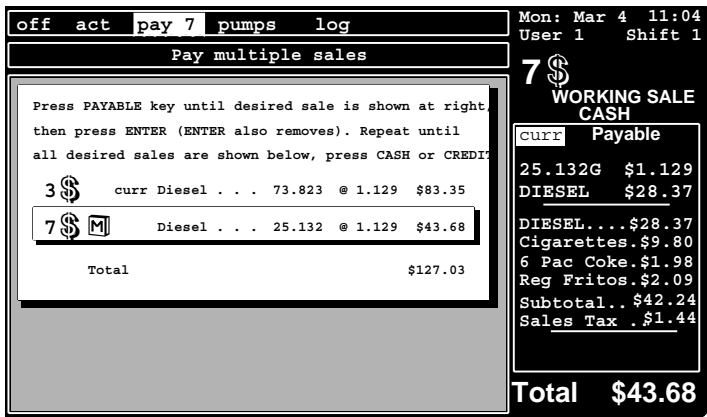 off act pay 7 pumps log
Pay multiple sales
Press PAYABLE key until desired sale is shown at right,
then press ENTER (ENTER also removes). Repeat until
all desired sales are shown below, press CASH or CREDIT
3 $ curr Diesel . . . 73.823 @ 1.129 $83.35
7 $ M Diesel . . . 25.132 @ 1.129 $43.68
Total $127.03
Mon: Mar 4 11:04
User 1 Shift 1
7 $
WORKING SALE
CASH
curr Payable
25.132G $1.129
DIESEL $28.37
DIESEL....$28.37
Cigarettes.$9.80
6 Pac Coke.$1.98
Reg Fritos.$2.09
Subtotal.. $42.24
Sales Tax .$1.44
Total $43.68